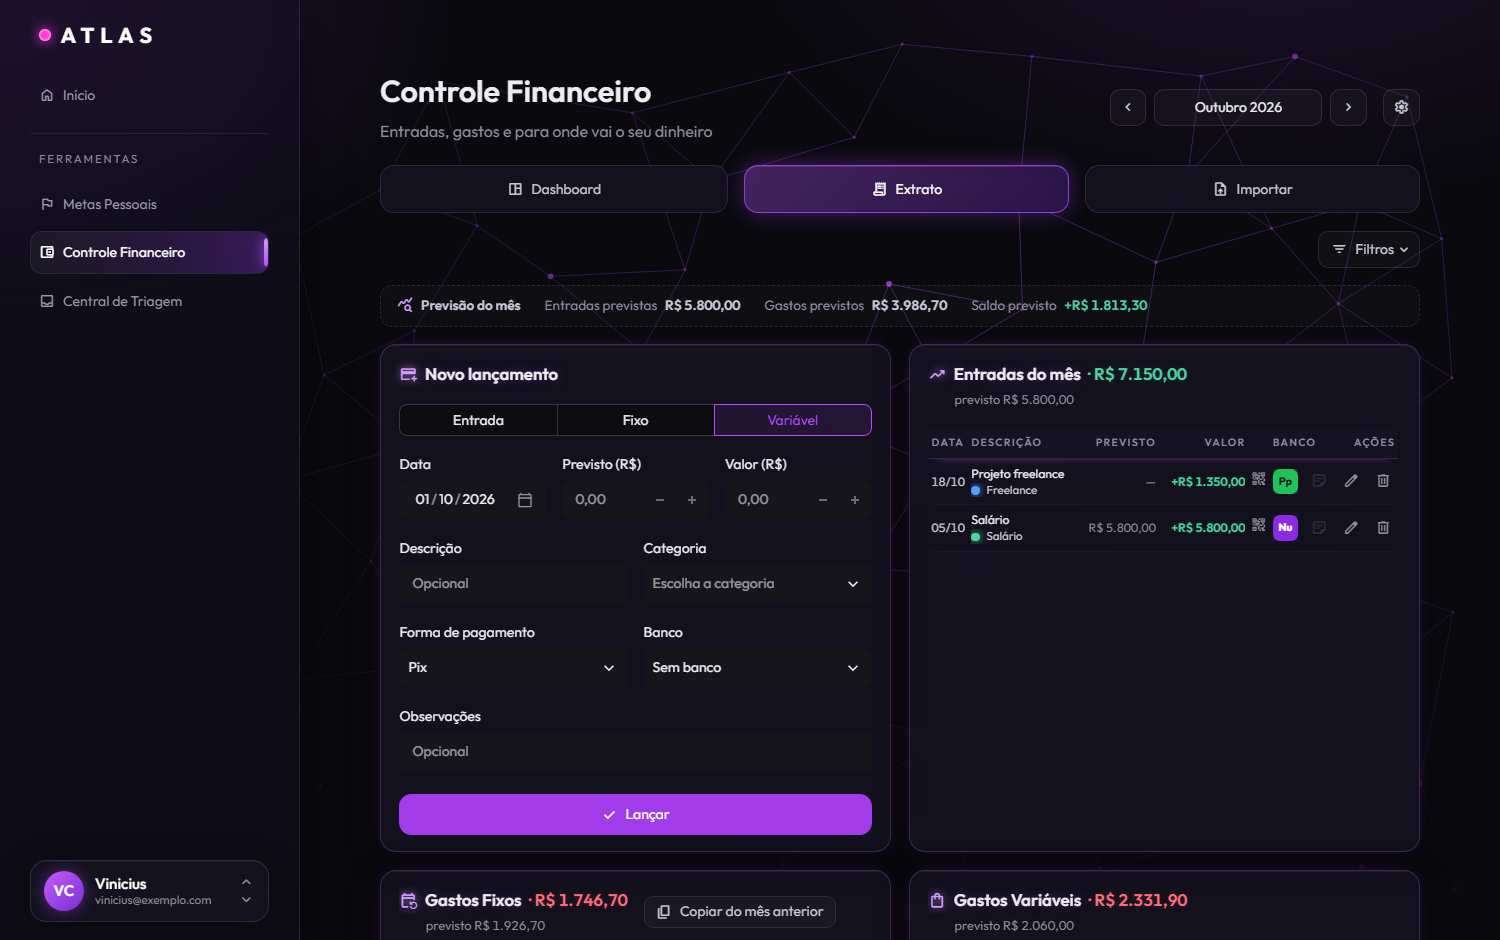 ATLAS
Início
FERRAMENTAS
Metas Pessoais
Controle Financeiro
Central de Triagem
VC
Vinicius
vinicius@exemplo.com
Controle Financeiro
Entradas, gastos e para onde vai o seu dinheiro
Outubro 2026
Dashboard
Extrato
Importar
Filtros
Previsão do mês Entradas previstas R$ 5.800,00 Gastos previstos R$ 3.986,70 Saldo previsto +R$ 1.813,30
Novo lançamento
Entrada Fixo Variável
Data Previsto (R$) Valor (R$)
01/10/2026 0,00 − + 0,00 − +
Descrição Categoria
Opcional Escolha a categoria
Forma de pagamento Banco
Pix Sem banco
Observações
Opcional
Lançar
Entradas do mês · R$ 7.150,00
previsto R$ 5.800,00
DATA DESCRIÇÃO PREVISTO VALOR BANCO AÇÕES
18/10 Projeto freelance — +R$ 1.350,00 Pp
Freelance
05/10 Salário R$ 5.800,00 +R$ 5.800,00 Nu
Salário
Gastos Fixos · R$ 1.746,70
previsto R$ 1.926,70
Copiar do mês anterior
Gastos Variáveis · R$ 2.331,90
previsto R$ 2.060,00